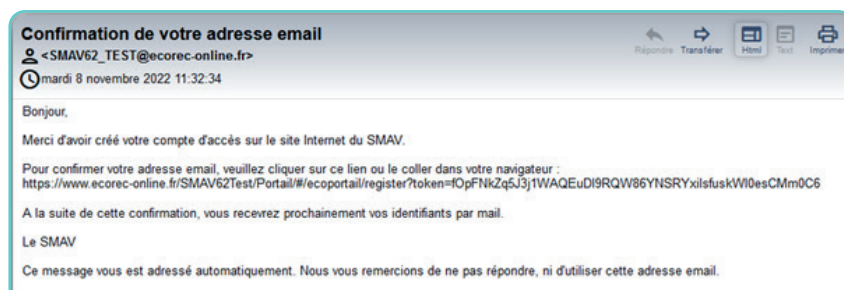 Confirmation de votre adresse email
<SMAV62_TEST@ecorec-online.fr>
mardi 8 novembre 2022 11:32:34
Répondre Transférer Html Text Imprimer
Bonjour,
Merci d'avoir créé votre compte d'accès sur le site Internet du SMAV.
Pour confirmer votre adresse email, veuillez cliquer sur ce lien ou le coller dans votre navigateur :
https://www.ecorec-online.fr/SMAV62Test/Portail/#/ecoportail/register?token=fOpFNkZq5J3j1WAQEuDI9RQW86YNSRYxilsfuskWI0esCMm0C6
A la suite de cette confirmation, vous recevrez prochainement vos identifiants par mail.
Le SMAV
Ce message vous est adressé automatiquement. Nous vous remercions de ne pas répondre, ni d'utiliser cette adresse email.